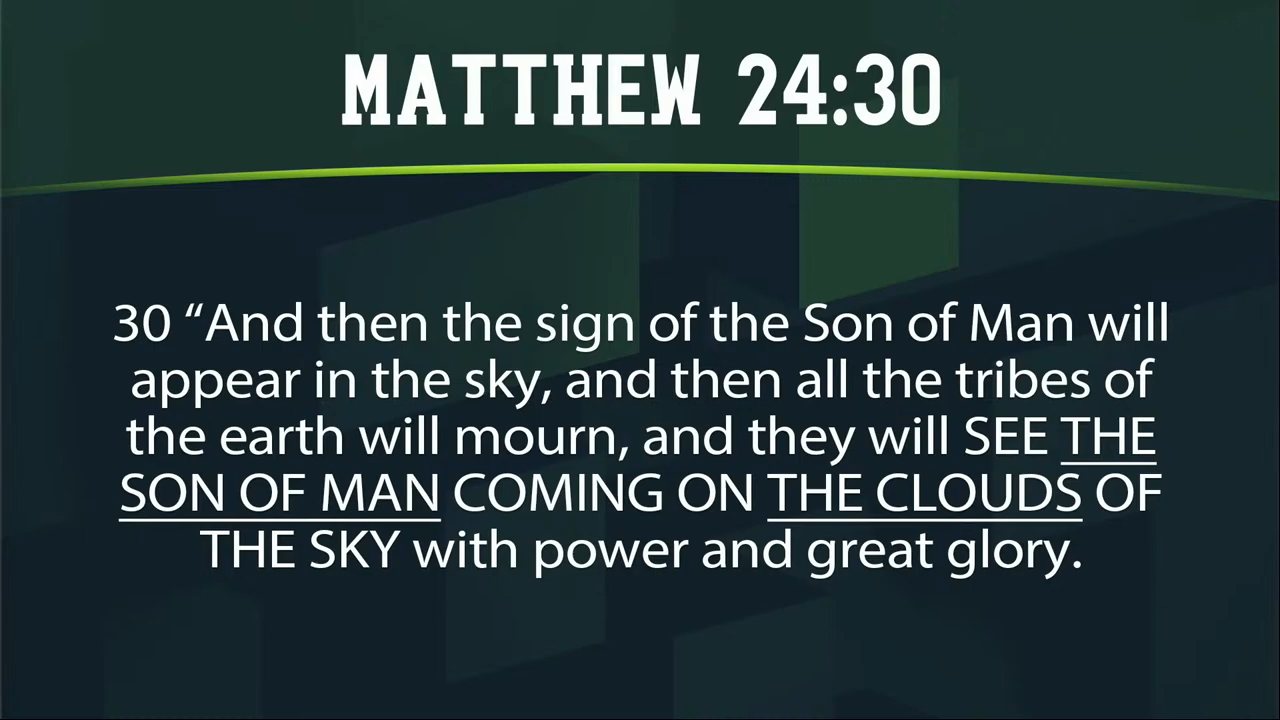 MATTHEW 24:30
30 “And then the sign of the Son of Man will
appear in the sky, and then all the tribes of
the earth will mourn, and they will SEE THE
SON OF MAN COMING ON THE CLOUDS OF
THE SKY with power and great glory.